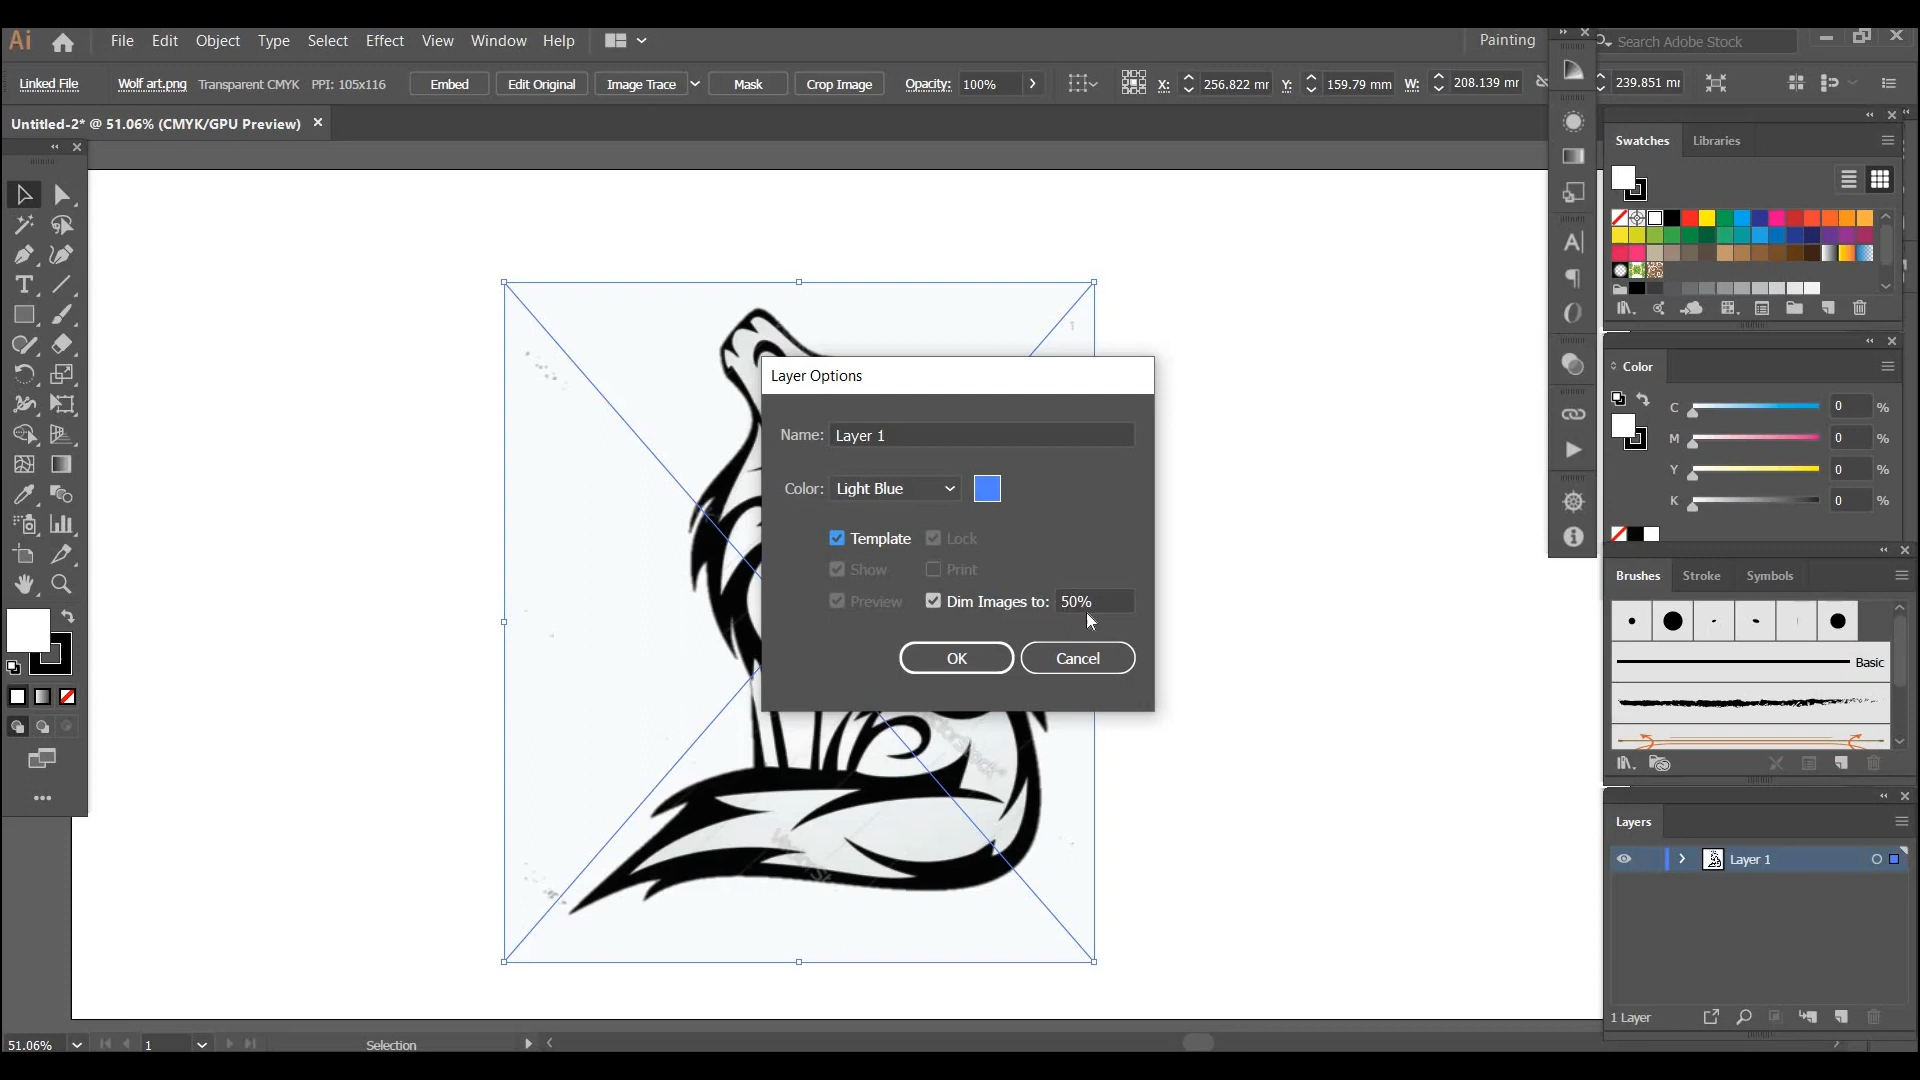 Ai File Edit Object Type Select Effect View Window Help Painting Search Adobe Stock
Linked File Wolf art.png Transparent CMYK PPI: 105x116 Embed Edit Original Image Trace Mask Crop Image Opacity: 100% X: 256.822 mr Y: 159.79 mm W: 208.139 mr 239.851 mr
Untitled-2* @ 51.06% (CMYK/GPU Preview)
Swatches Libraries
Layer Options
Name: Layer 1
Color: Light Blue
Template Lock
Show Print
Preview Dim Images to: 50%
OK Cancel
Color
C 0 %
M 0 %
Y 0 %
K 0 %
Brushes Stroke Symbols
Basic
Layers
Layer 1
1 Layer
51.06% 1 Selection